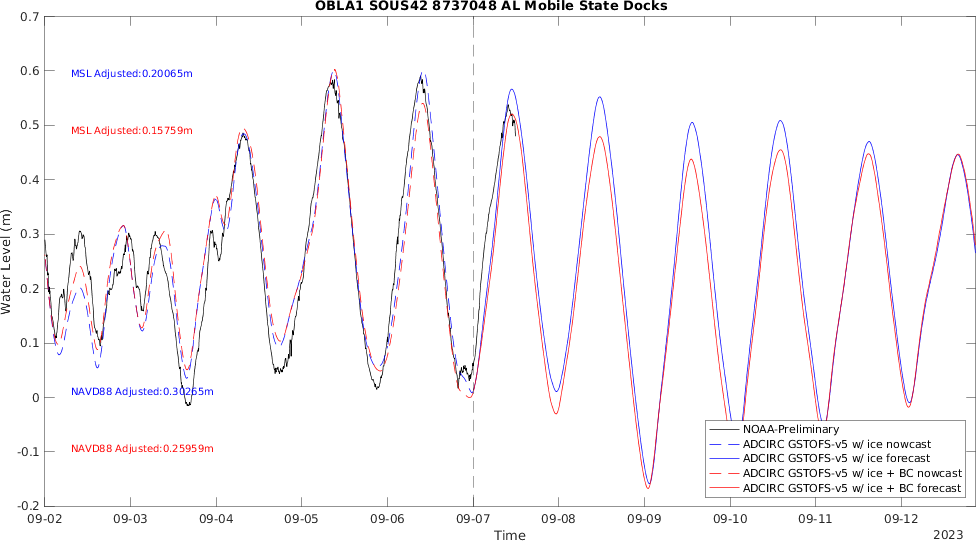 OBLA1 SOUS42 8737048 AL Mobile State Docks
0.7
0.6
0.5
0.4
0.3
0.2
0.1
0
-0.1
-0.2
Water Level (m)
MSL Adjusted:0.20065m
MSL Adjusted:0.15759m
NAVD88 Adjusted:0.30265m
NAVD88 Adjusted:0.25959m
NOAA-Preliminary
ADCIRC GSTOFS-v5 w/ ice nowcast
ADCIRC GSTOFS-v5 w/ ice forecast
ADCIRC GSTOFS-v5 w/ ice + BC nowcast
ADCIRC GSTOFS-v5 w/ ice + BC forecast
09-02 09-03 09-04 09-05 09-06 09-07 09-08 09-09 09-10 09-11 09-12
Time
2023